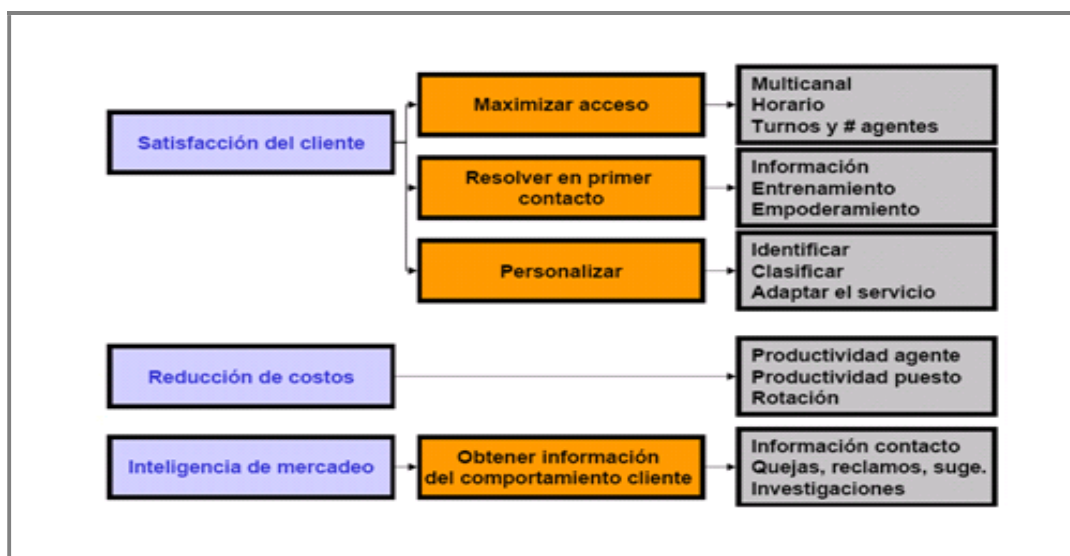 Satisfacción del cliente
Maximizar acceso
Multicanal
Horario
Turnos y # agentes
Resolver en primer
contacto
Información
Entrenamiento
Empoderamiento
Personalizar
Identificar
Clasificar
Adaptar el servicio
Reducción de costos
Productividad agente
Productividad puesto
Rotación
Inteligencia de mercadeo
Obtener información
del comportamiento cliente
Información contacto
Quejas, reclamos, suge.
Investigaciones